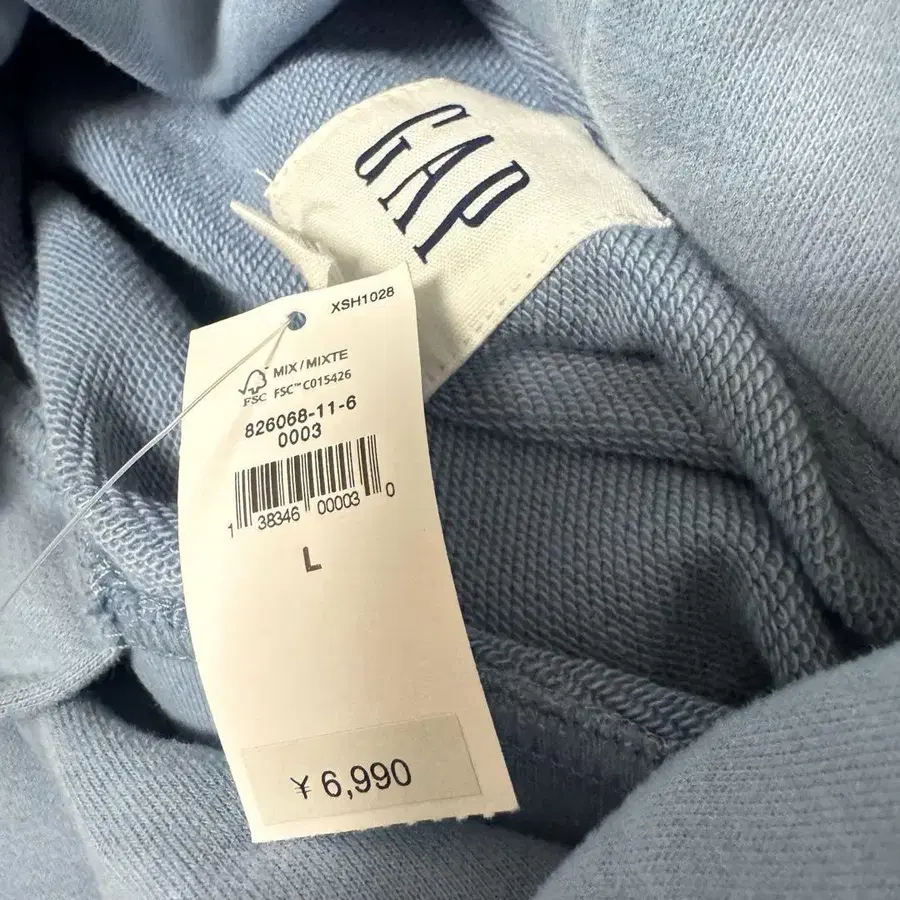 GAP
XSH1028
MIX / MIXTE
FSC FSC™ C015426
826068-11-6
0003
1 38346 00003 0
L
¥ 6,990